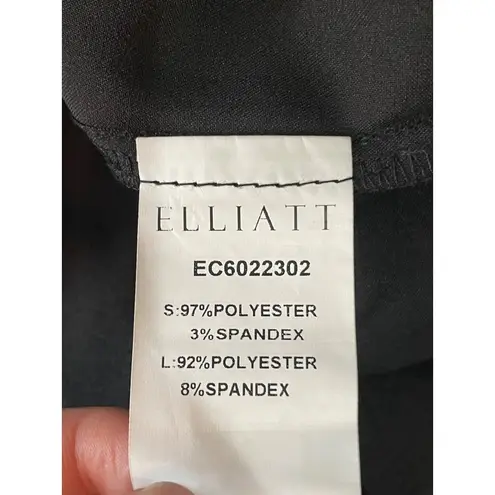 ELLIATT
EC6022302
S:97%POLYESTER
3%SPANDEX
L:92%POLYESTER
8%SPANDEX